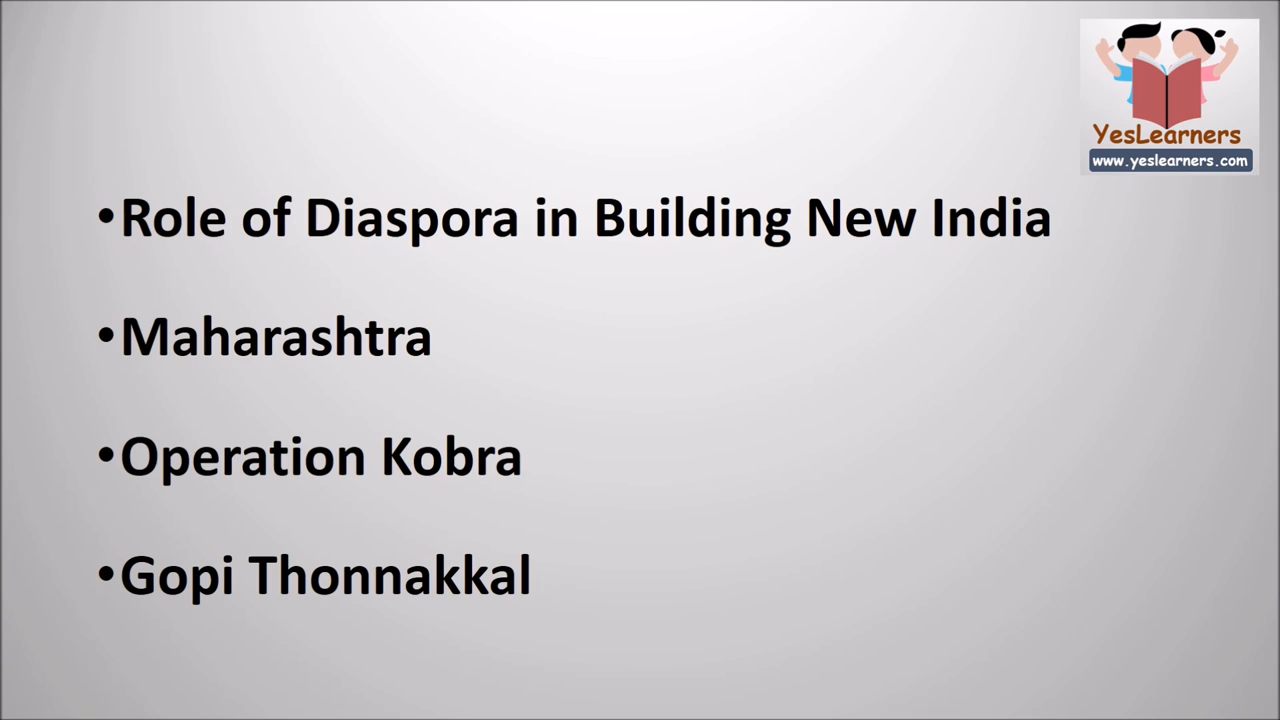 YesLearners
www.yeslearners.com
•Role of Diaspora in Building New India
•Maharashtra
•Operation Kobra
•Gopi Thonnakkal